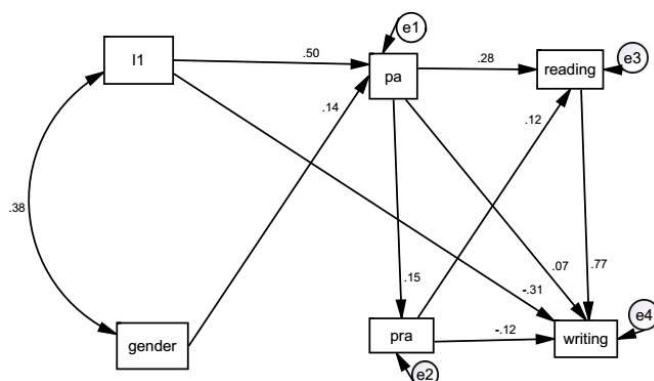 e1
l1
.50
pa
.28
reading
e3
.14
.12
.38
.15
.07
.77
-.31
gender
pra
-.12
writing
e4
e2